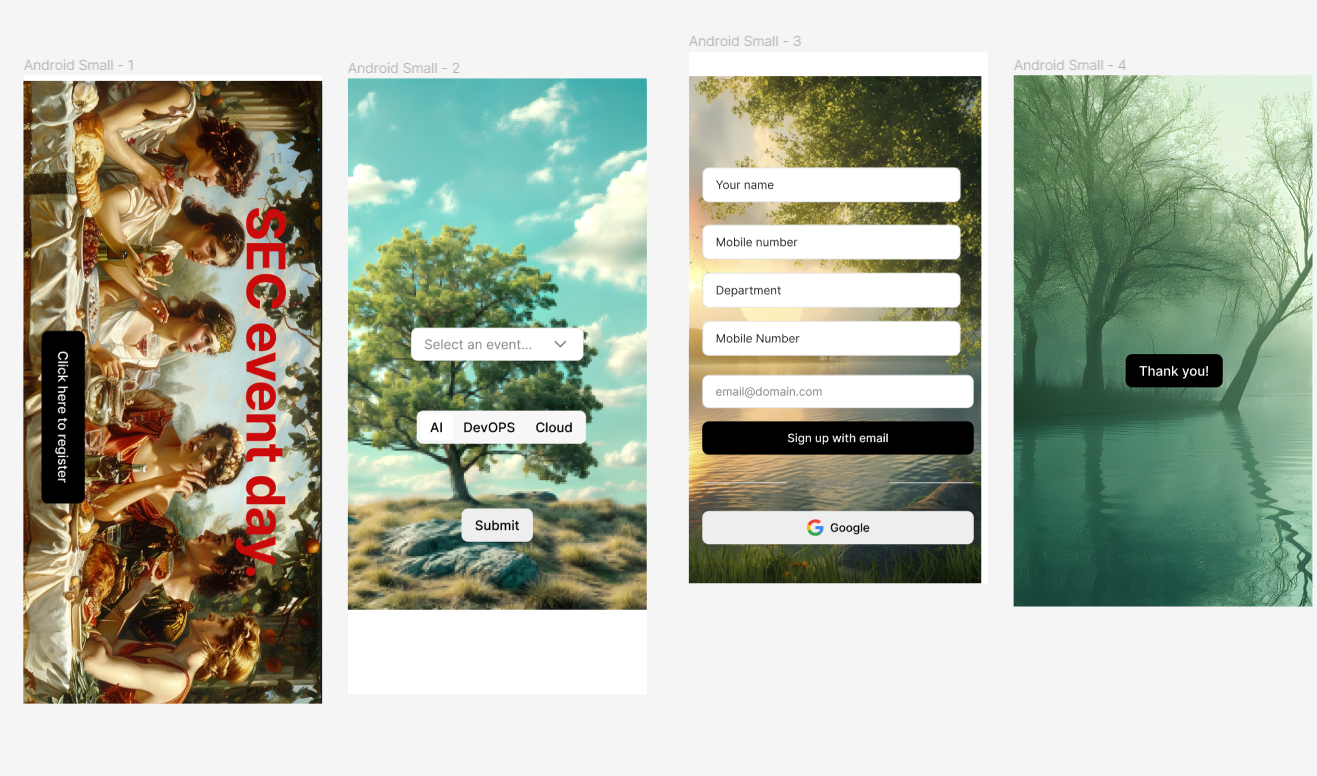 Android Small - 1
11
SEC event day.
Click here to register
Android Small - 2
Select an event...
AI DevOPS Cloud
Submit
Android Small - 3
Your name
Mobile number
Department
Mobile Number
email@domain.com
Sign up with email
Google
Android Small - 4
Thank you!